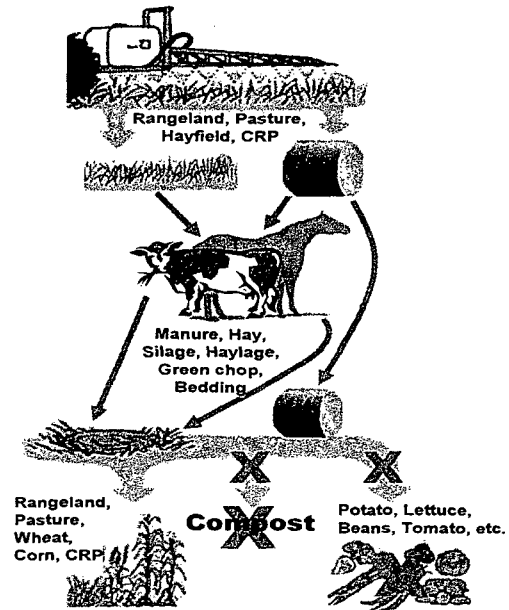 Rangeland, Pasture,
Hayfield, CRP
Manure, Hay,
Silage, Haylage,
Green chop,
Bedding
X
X
Rangeland,
Pasture,
Wheat,
Corn, CRP
Compost
X
Potato, Lettuce,
Beans, Tomato, etc.